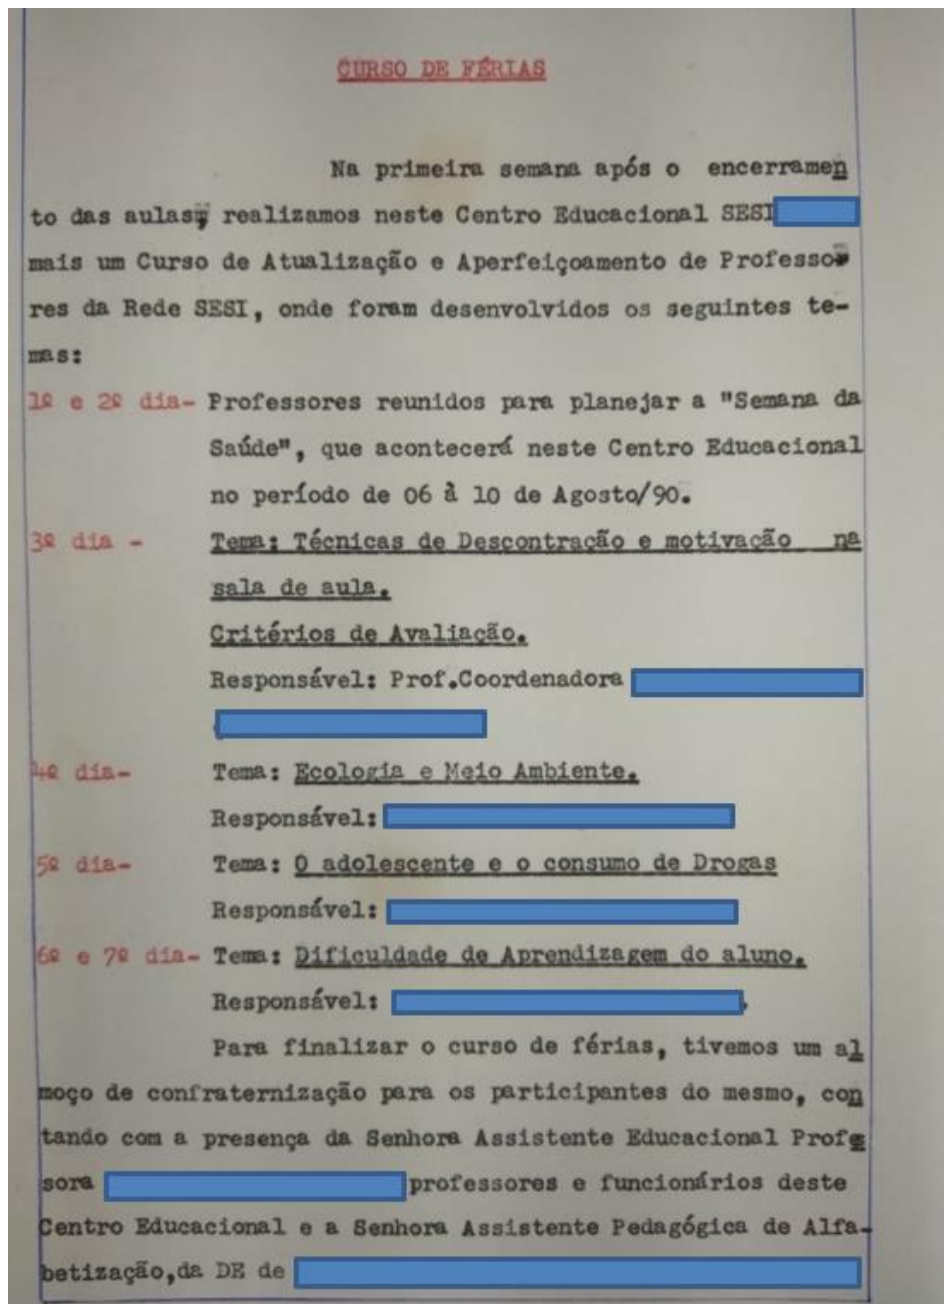 CURSO DE FÉRIAS
Na primeira semana após o encerramen
to das aulas, realizamos neste Centro Educacional SESI
mais um Curso de Atualização e Aperfeiçoamento de Professo-
res da Rede SESI, onde foram desenvolvidos os seguintes te-
mas:
1º e 2º dia- Professores reunidos para planejar a "Semana da
Saúde", que acontecerá neste Centro Educacional
no período de 06 à 10 de Agosto/90.
3º dia - Tema: Técnicas de Descontração e motivação na
sala de aula.
Critérios de Avaliação.
Responsável: Prof.Coordenadora
4º dia- Tema: Ecologia e Meio Ambiente.
Responsável:
5º dia- Tema: O adolescente e o consumo de Drogas
Responsável:
6º e 7º dia- Tema: Dificuldade de Aprendizagem do aluno.
Responsável:
Para finalizar o curso de férias, tivemos um al
moço de confraternização para os participantes do mesmo, con
tando com a presença da Senhora Assistente Educacional Profes
sora professores e funcionários deste
Centro Educacional e a Senhora Assistente Pedagógica de Alfa-
betização,da DE de